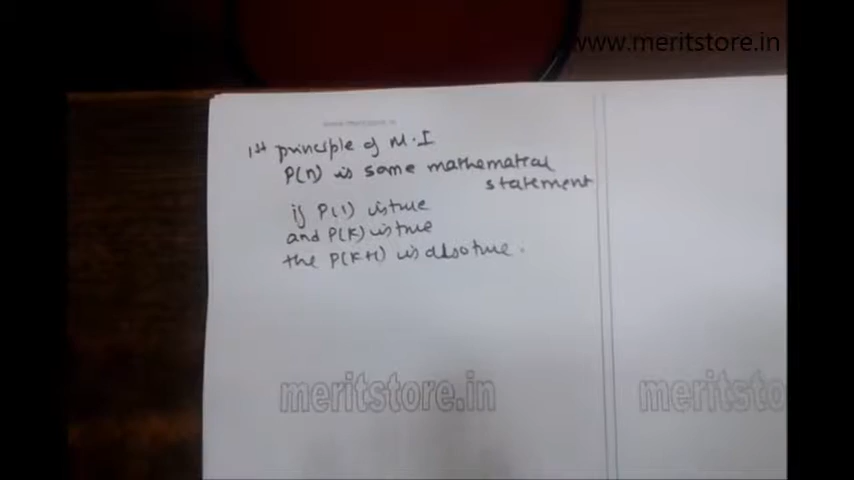 www.meritstore.in
1st principle of M.I
P(n) is some mathematical
statement
if P(1) is true
and P(K) is true
the P(K+1) is also true.
meritstore.in
meritsto